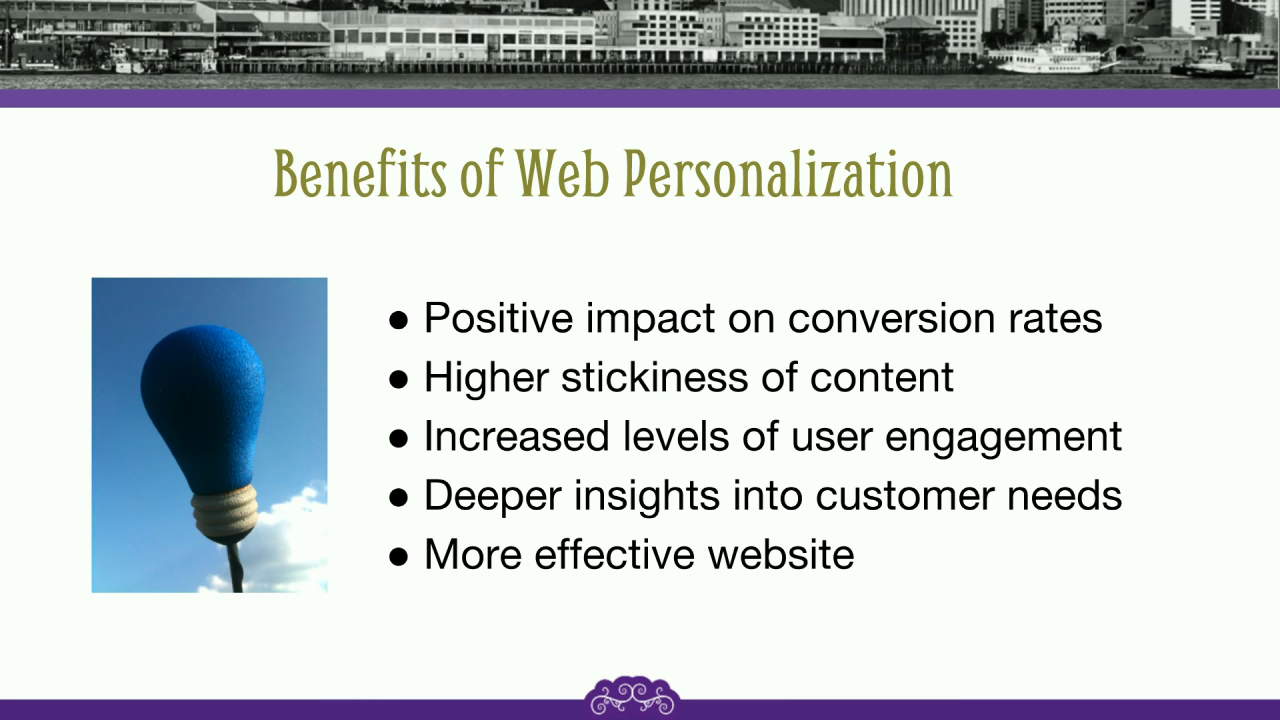 Benefits of Web Personalization
● Positive impact on conversion rates
● Higher stickiness of content
● Increased levels of user engagement
● Deeper insights into customer needs
● More effective website